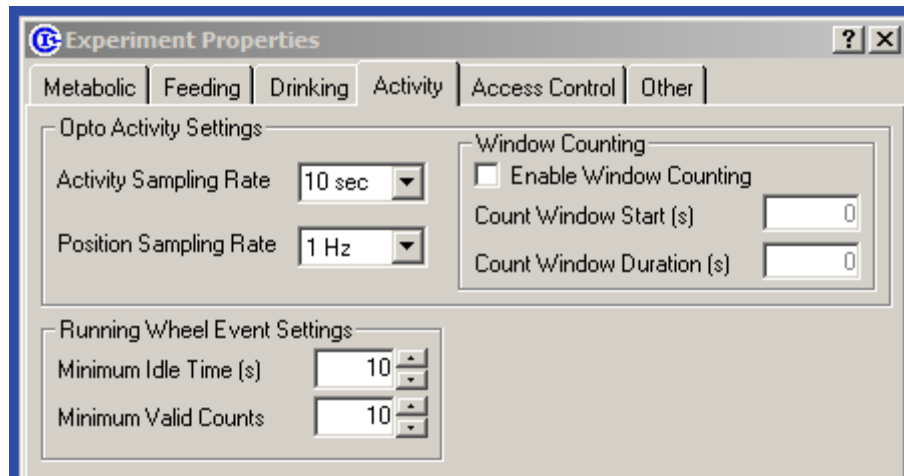 Experiment Properties
Metabolic Feeding Drinking Activity Access Control Other
Opto Activity Settings
Activity Sampling Rate 10 sec
Position Sampling Rate 1 Hz
Window Counting
Enable Window Counting
Count Window Start (s) 0
Count Window Duration (s) 0
Running Wheel Event Settings
Minimum Idle Time (s) 10
Minimum Valid Counts 10